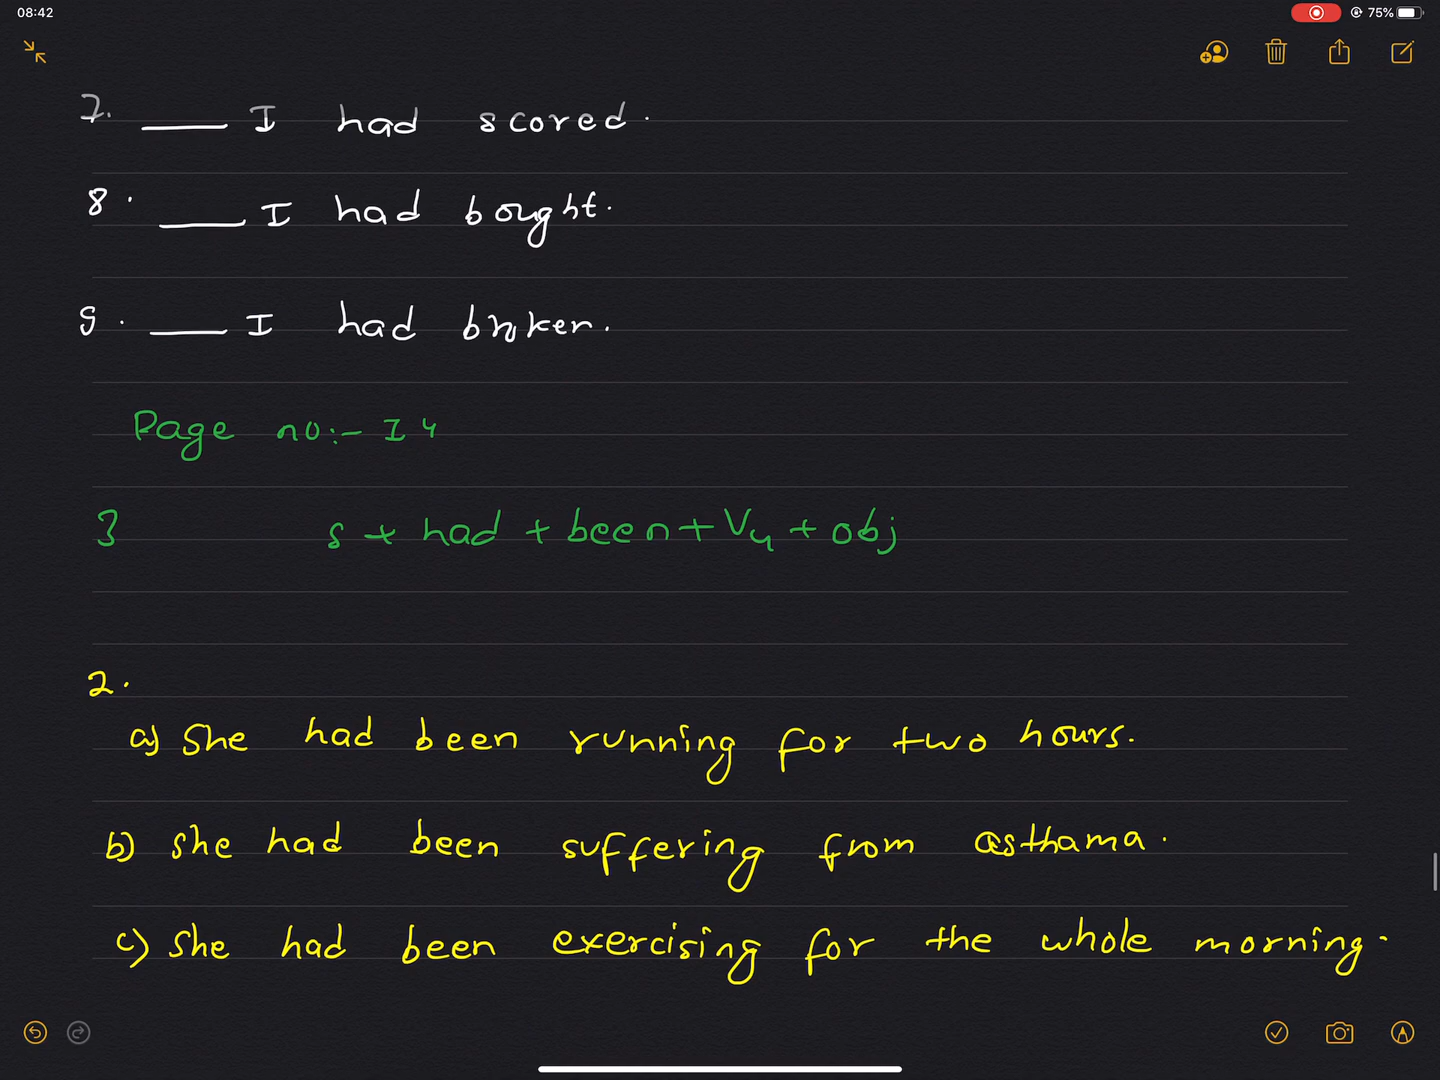 08:42
75%
7. ___ I had scored.
8. ___ I had bought.
9. ___ I had broken.
Page no:- 14
3 s + had + been + V4 + obj
2.
a) She had been running for two hours.
b) She had been suffering from asthama.
c) She had been exercising for the whole morning.